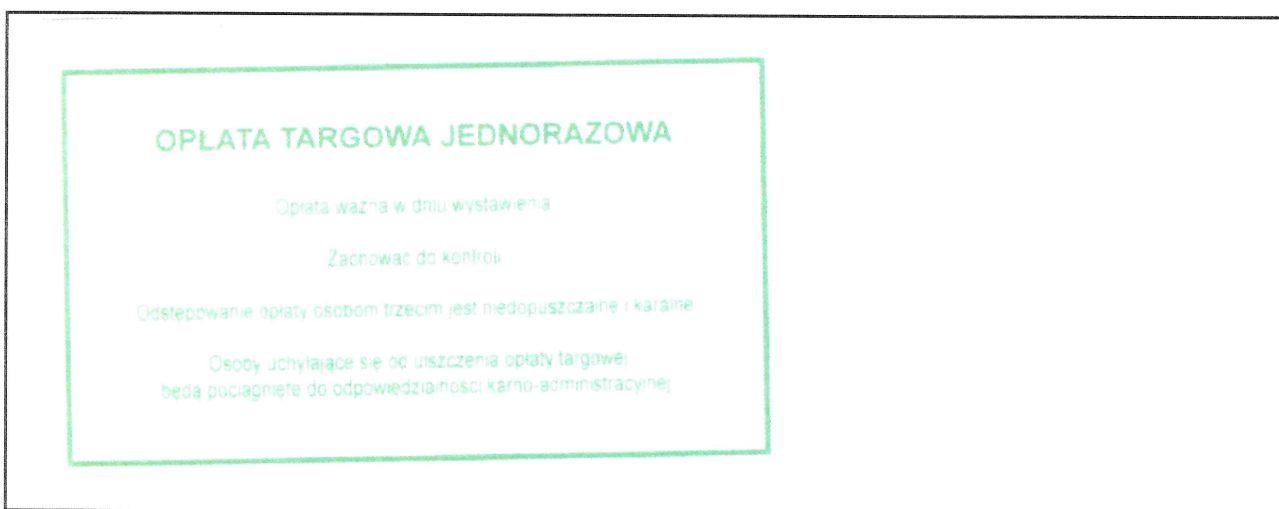 OPŁATA TARGOWA JEDNORAZOWA
Opłata ważna w dniu wystawienia
Zachować do kontroli
Odstępowanie opłaty osobom trzecim jest niedopuszczalne i karalne
Osoby uchylające się od uiszczenia opłaty targowej
będą pociągnięte do odpowiedzialności karno-administracyjnej